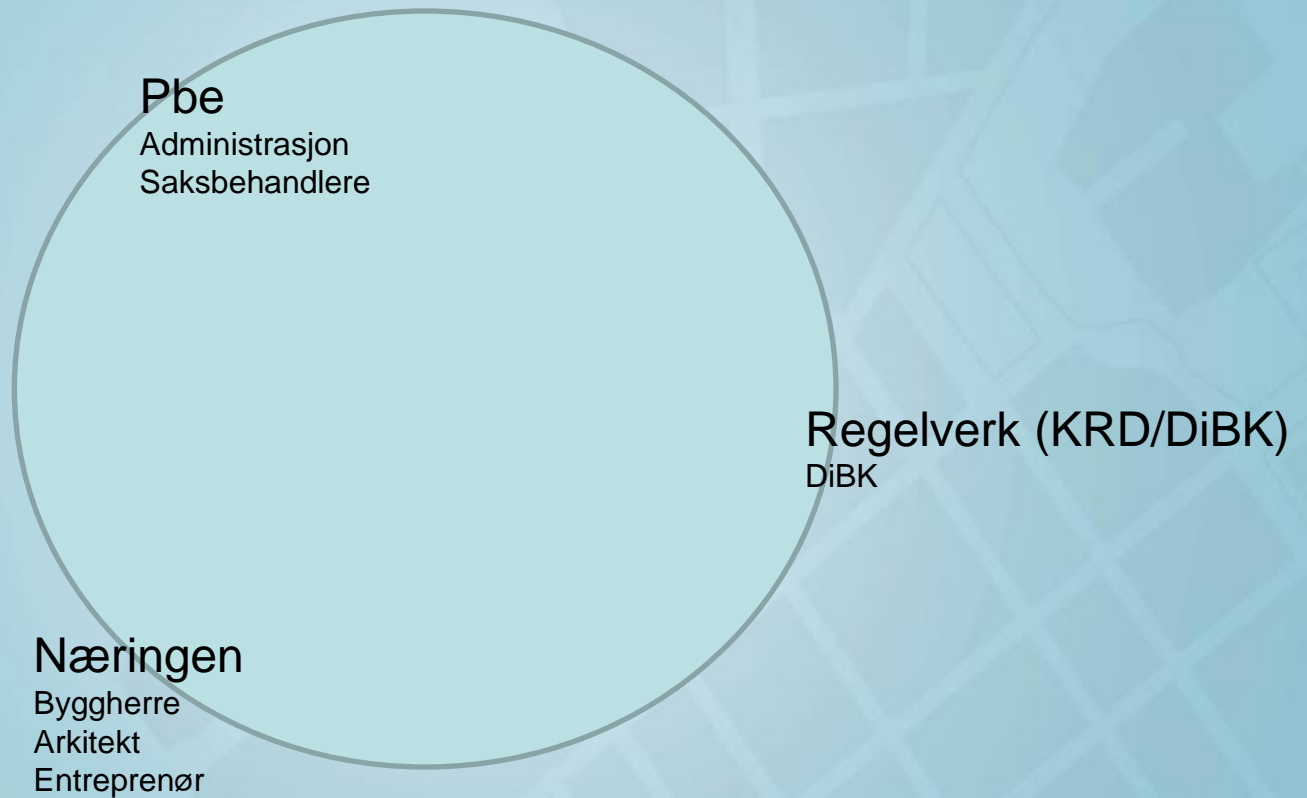 Pbe
Administrasjon
Saksbehandlere
Regelverk (KRD/DiBK)
DiBK
Næringen
Byggherre
Arkitekt
Entreprenør